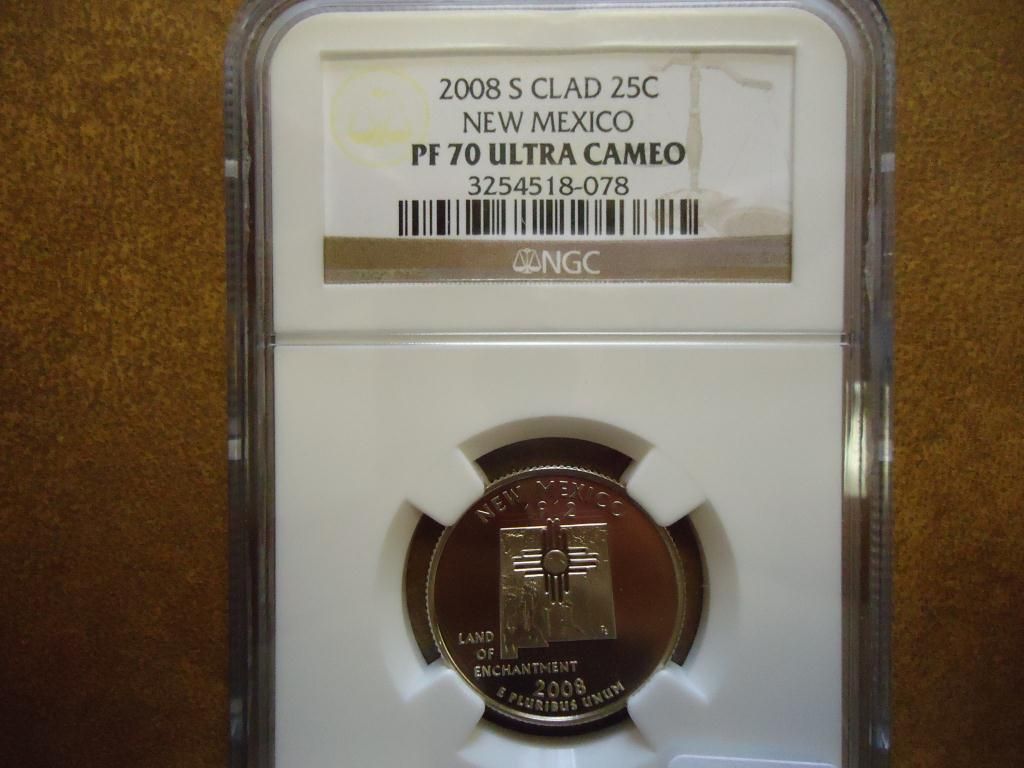 2008 S CLAD 25C
NEW MEXICO
PF 70 ULTRA CAMEO
3254518-078
NGC
NEW MEXICO
1912
LAND
OF
ENCHANTMENT
2008
E PLURIBUS UNUM